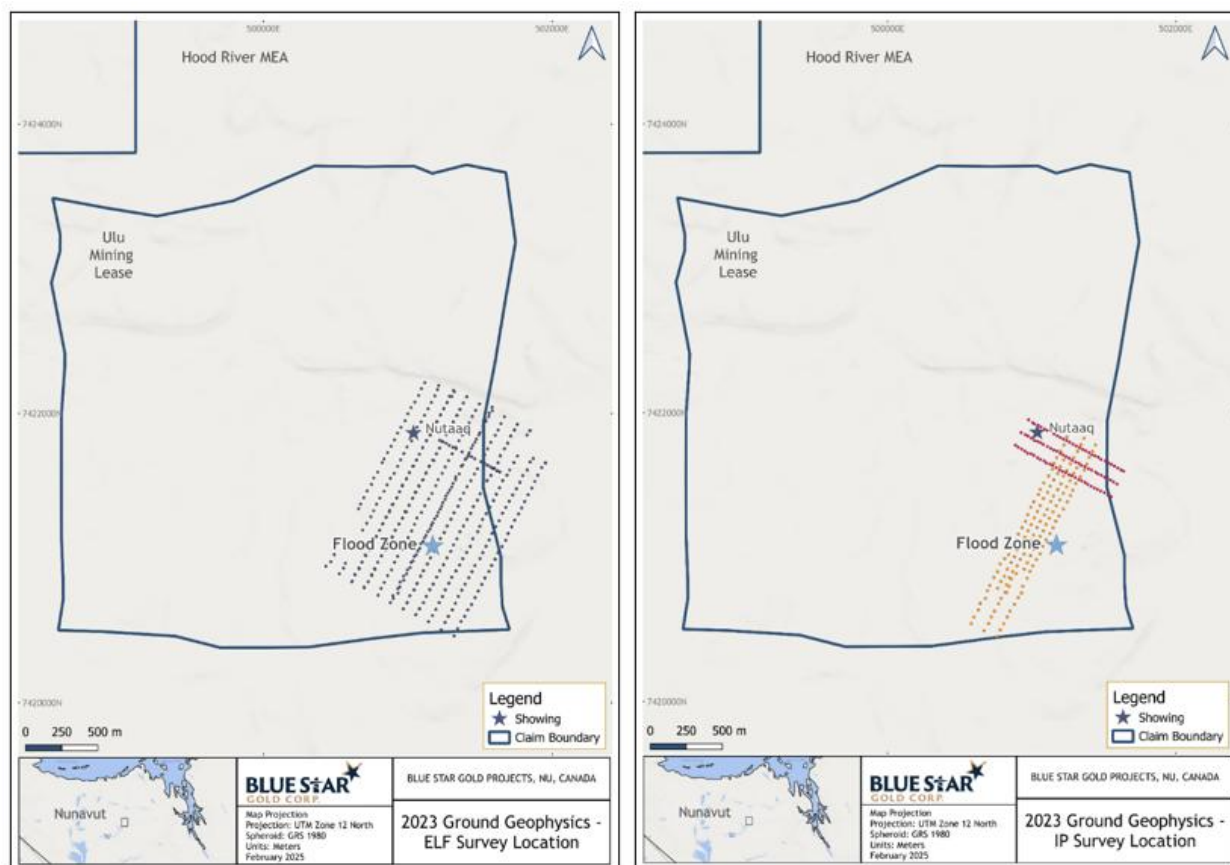 500000E
502000E
Hood River MEA
7424000N
Ulu
Mining
Lease
7422000N
Nutaaq
Flood Zone
7420000N
Legend
Showing
Claim Boundary
0 250 500 m
Nunavut
BLUE STAR
GOLD CORP.
Map Projection
Projection: UTM Zone 12 North
Spheroid: GRS 1980
Units: Meters
February 2025
BLUE STAR GOLD PROJECTS, NU, CANADA
2023 Ground Geophysics -
ELF Survey Location
500000E
502000E
Hood River MEA
7424000N
Ulu
Mining
Lease
7422000N
Nutaaq
Flood Zone
7420000N
Legend
Showing
Claim Boundary
0 250 500 m
Nunavut
BLUE STAR
GOLD CORP.
Map Projection
Projection: UTM Zone 12 North
Spheroid: GRS 1980
Units: Meters
February 2025
BLUE STAR GOLD PROJECTS, NU, CANADA
2023 Ground Geophysics -
IP Survey Location